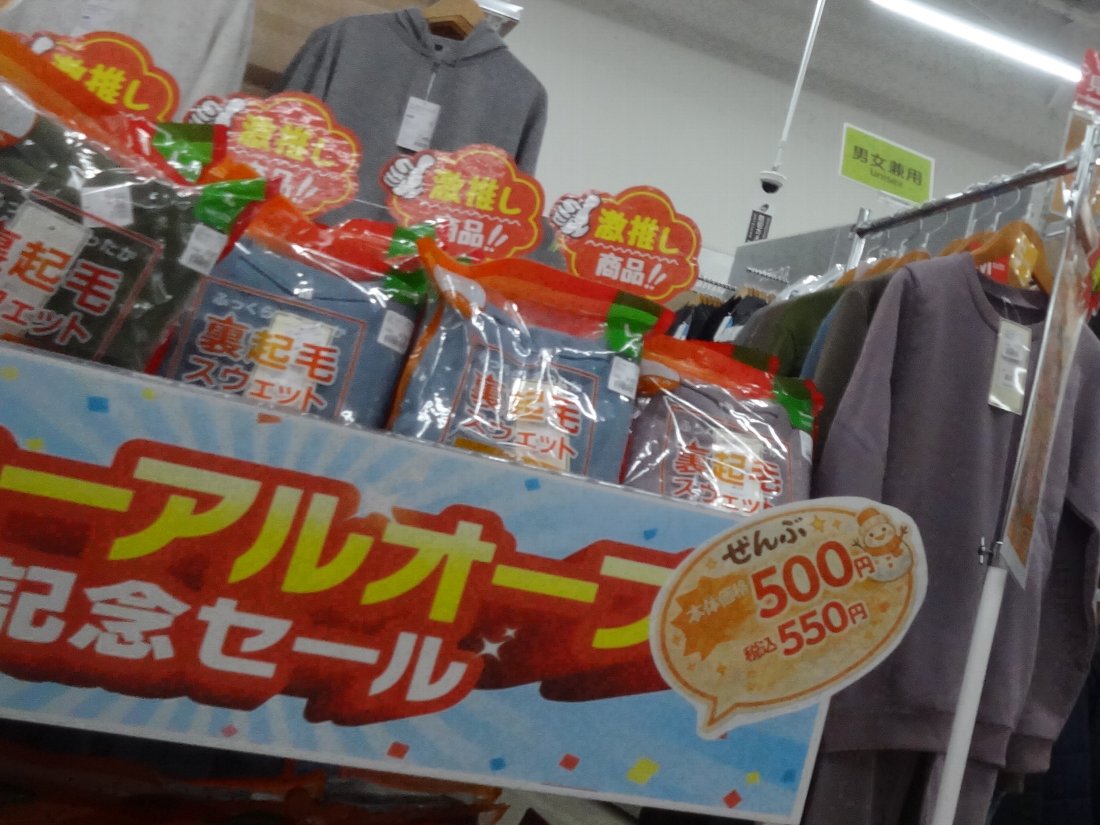 激推し
激推し
商品!!
激推し
商品!!
激推し
商品!!
男女兼用
unisex
裏起毛
スウェット
裏起毛
スウェット
裏起毛
スウェット
裏起毛
スウェット
ーアルオープ
記念セール
ぜんぶ
本体価格
500円
税込550円